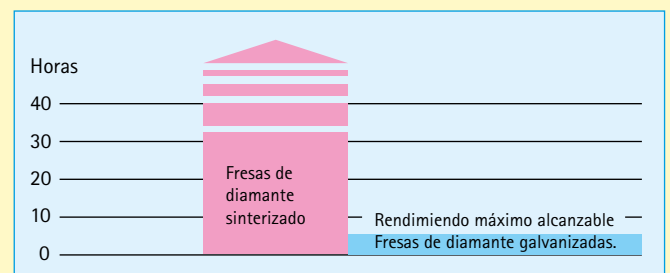 Horas
40
30
20
10
0
Fresas de
diamante
sinterizado
Rendimiendo máximo alcanzable
Fresas de diamante galvanizadas.